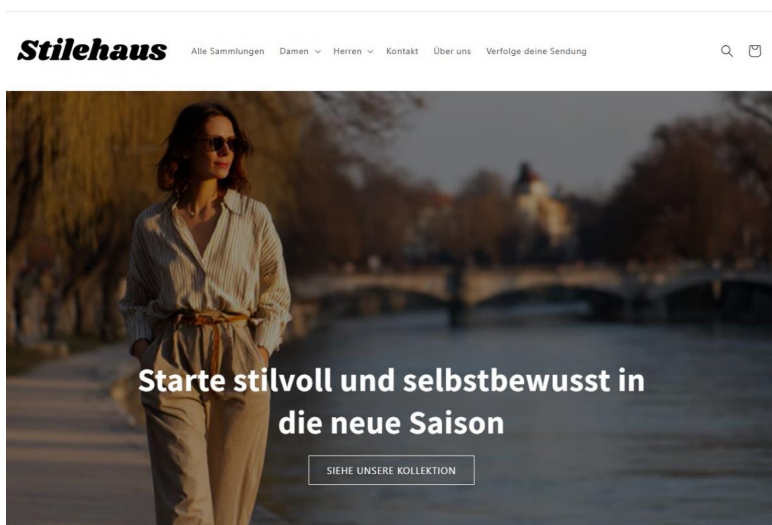 Stilehaus
Alle Sammlungen Damen Herren Kontakt Über uns Verfolge deine Sendung
Starte stilvoll und selbstbewusst in
die neue Saison
SIEHE UNSERE KOLLEKTION